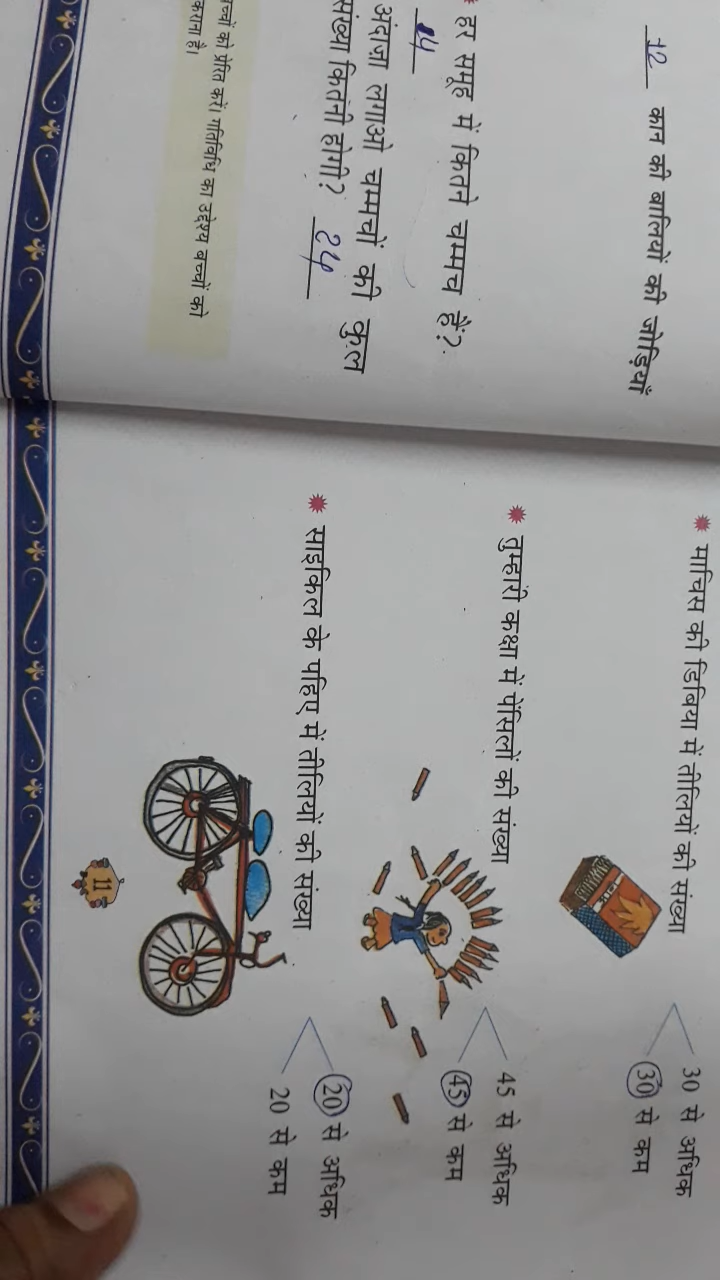 12 कान की बालियों की जोड़ियाँ
हर समूह में कितने चम्मच हैं?
14
अंदाज़ा लगाओ चम्मचों की कुल
संख्या कितनी होगी? 24
को प्रेरित करें। गतिविधि का उद्देश्य बच्चों को
कराना है।
माचिस की डिबिया में तीलियों की संख्या
30 से अधिक
30 से कम
तुम्हारी कक्षा में पेंसिलों की संख्या
45 से अधिक
45 से कम
साइकिल के पहिए में तीलियों की संख्या
20 से अधिक
20 से कम
11